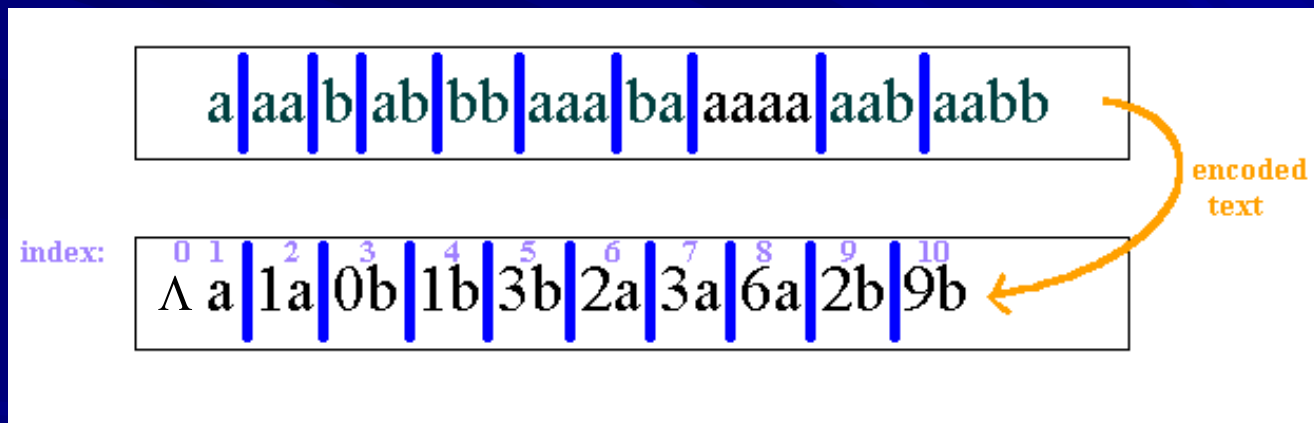 a|aa|b|ab|bb|aaa|ba|aaaa|aab|aabb
encoded
text
index: 0 1 2 3 4 5 6 7 8 9 10
Λ a|1a|0b|1b|3b|2a|3a|6a|2b|9b